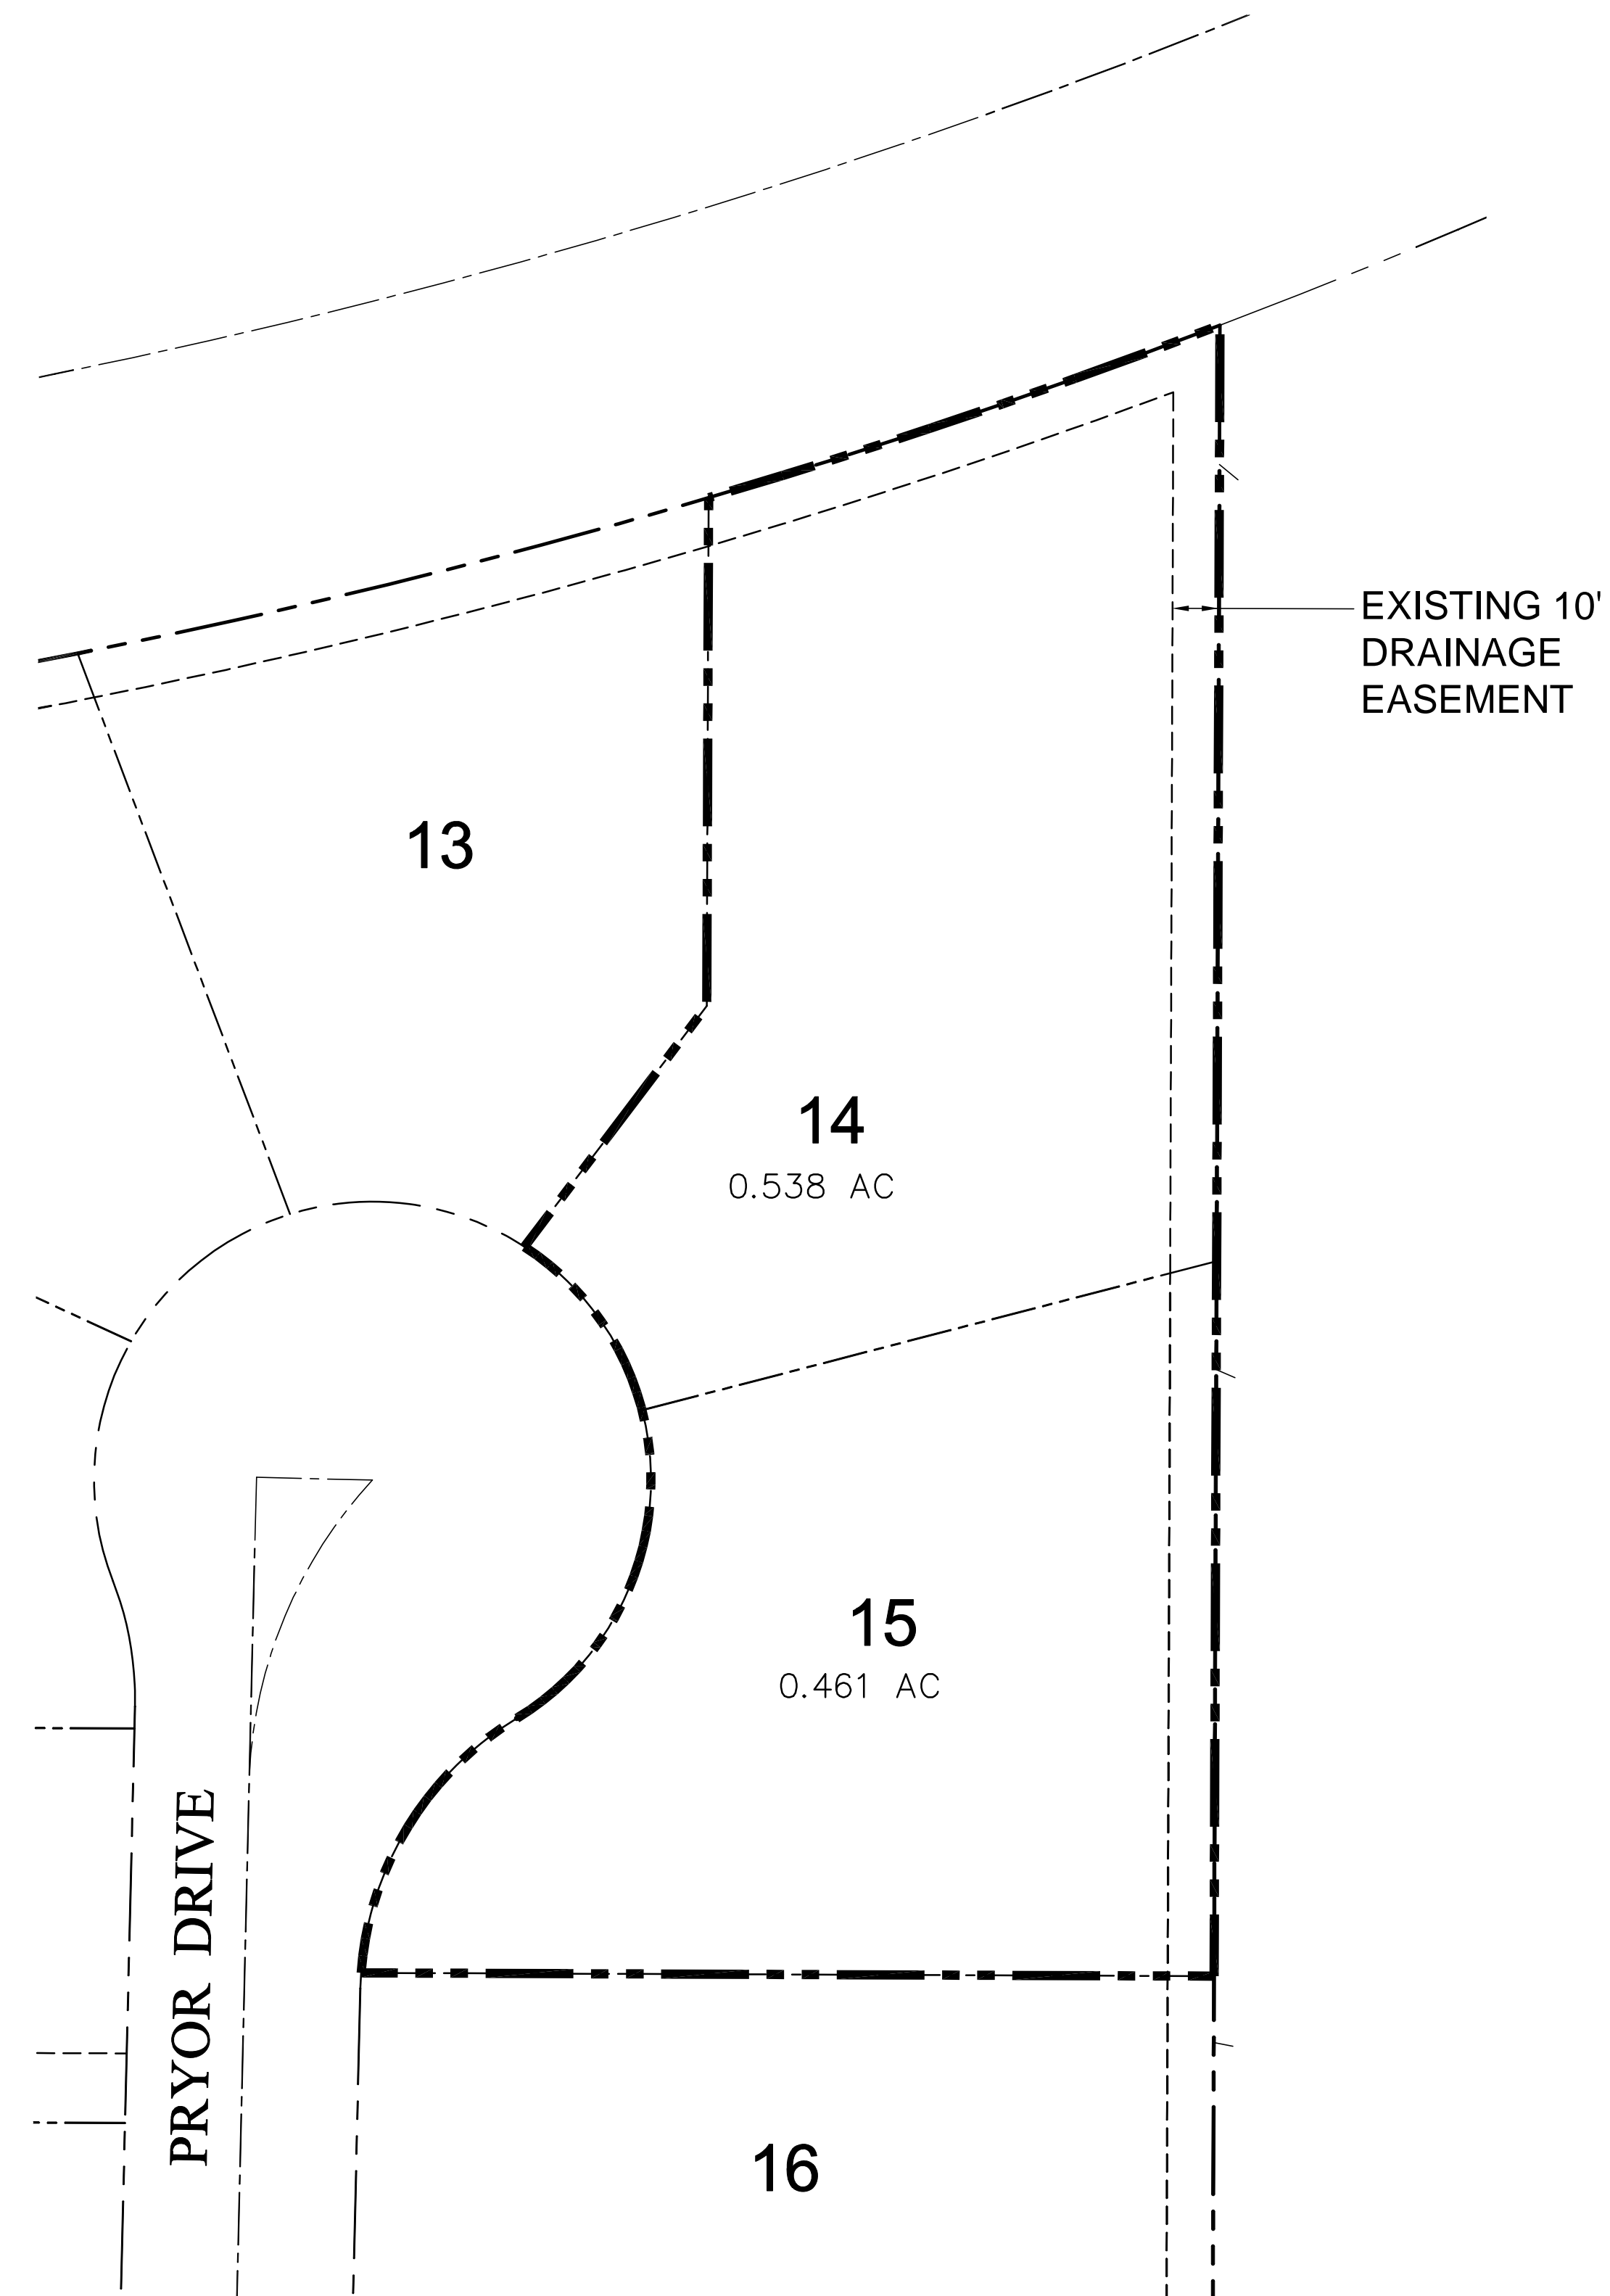 EXISTING 10'
DRAINAGE
EASEMENT
13
14
0.538 AC
15
0.461 AC
PRYOR DRIVE
16